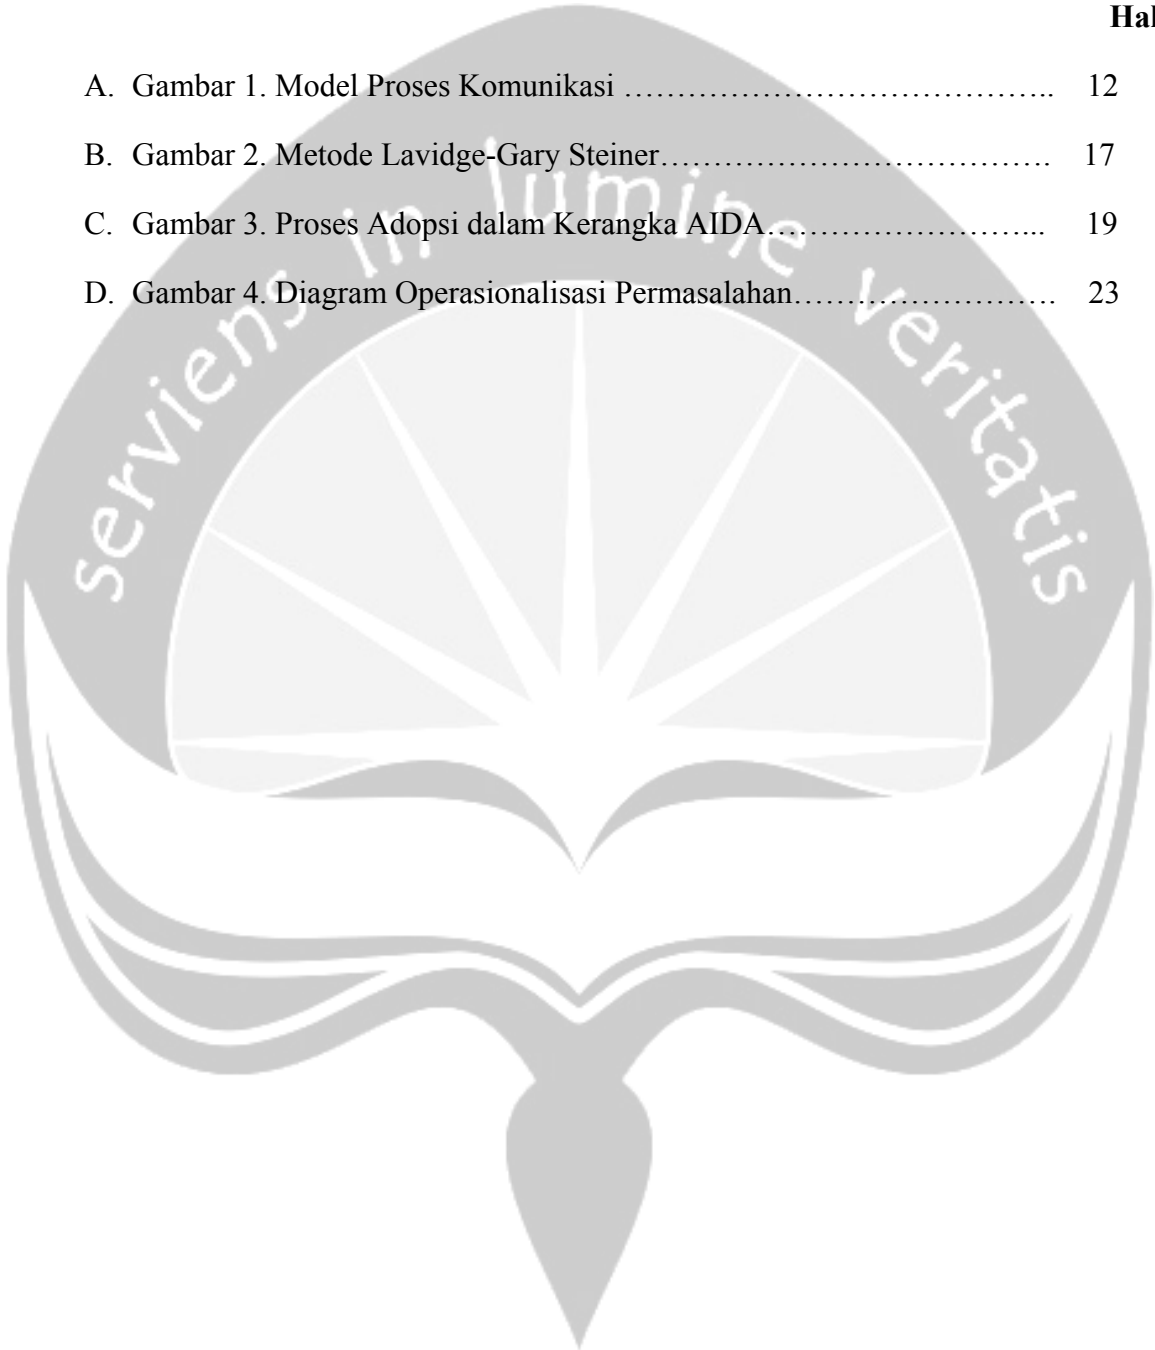 Hal
A. Gambar 1. Model Proses Komunikasi ………………………………….. 12
B. Gambar 2. Metode Lavidge-Gary Steiner………………………………. 17
C. Gambar 3. Proses Adopsi dalam Kerangka AIDA……………………... 19
D. Gambar 4. Diagram Operasionalisasi Permasalahan……………………. 23
serviens in lumine veritatis